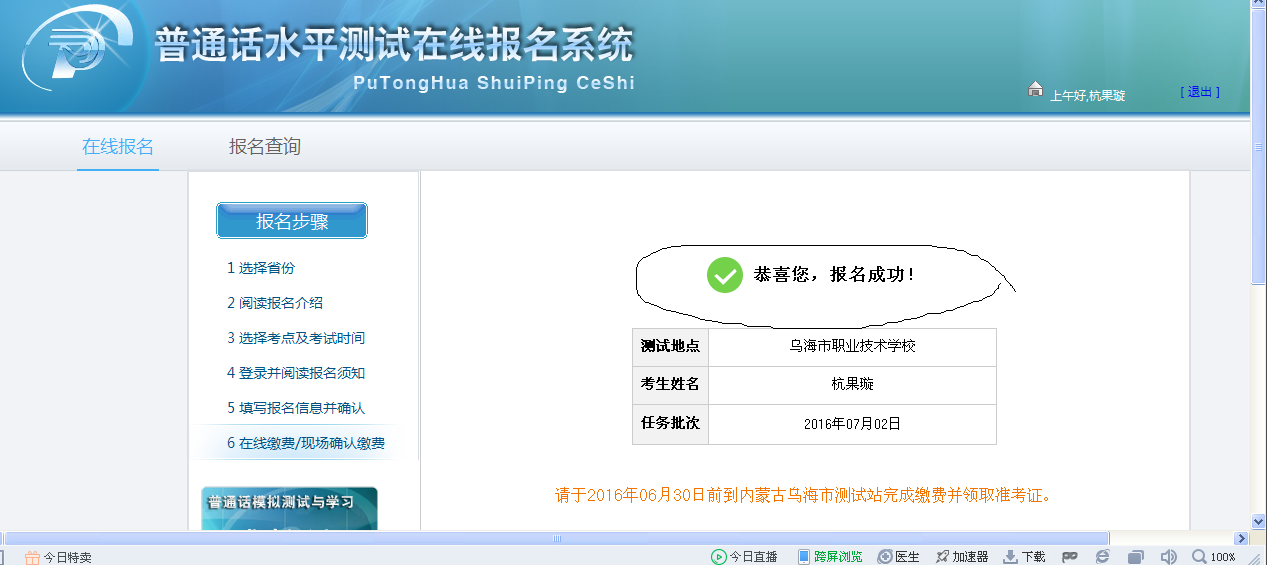 普通话水平测试在线报名系统
PuTongHua ShuiPing CeShi
上午好,杭果璇
[ 退出 ]
在线报名
报名查询
报名步骤
1 选择省份
2 阅读报名介绍
3 选择考点及考试时间
4 登录并阅读报名须知
5 填写报名信息并确认
6 在线缴费/现场确认缴费
普通话模拟测试与学习
恭喜您，报名成功！
测试地点 乌海市职业技术学校
考生姓名 杭果璇
任务批次 2016年07月02日
请于2016年06月30日前到内蒙古乌海市测试站完成缴费并领取准考证。
今日特卖
今日直播
跨屏浏览
医生
加速器
下载
100%